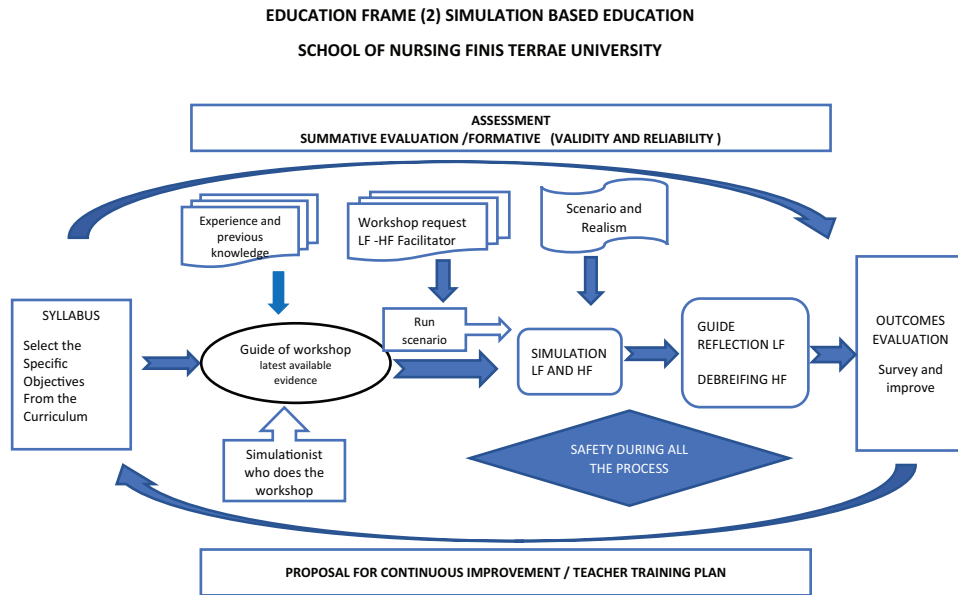 EDUCATION FRAME (2) SIMULATION BASED EDUCATION
SCHOOL OF NURSING FINIS TERRAE UNIVERSITY
ASSESSMENT
SUMMATIVE EVALUATION /FORMATIVE (VALIDITY AND RELIABILITY )
Experience and
previous
knowledge
Workshop request
LF -HF Facilitator
Scenario and
Realism
SYLLABUS
Select the
Specific
Objectives
From the
Curriculum
Guide of workshop
latest available
evidence
Run
scenario
SIMULATION
LF AND HF
GUIDE
REFLECTION LF
DEBREIFING HF
OUTCOMES
EVALUATION
Survey and
improve
Simulationist
who does the
workshop
SAFETY DURING ALL
THE PROCESS
PROPOSAL FOR CONTINUOUS IMPROVEMENT / TEACHER TRAINING PLAN